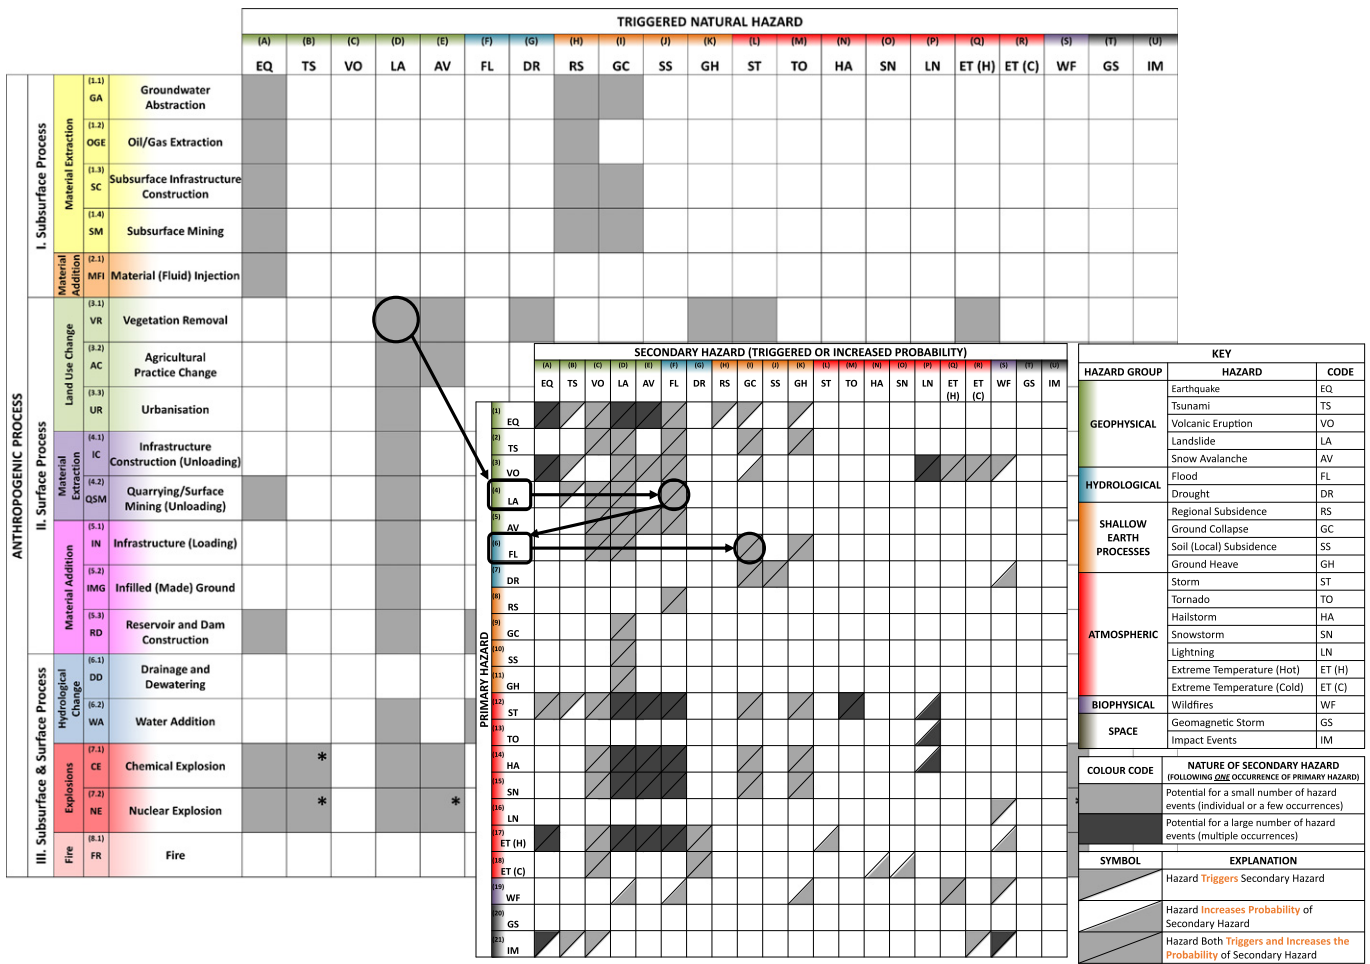 TRIGGERED NATURAL HAZARD
(A) (B) (C) (D) (E) (F) (G) (H) (I) (J) (K) (L) (M) (N) (O) (P) (Q) (R) (S) (T) (U)
EQ TS VO LA AV FL DR RS GC SS GH ST TO HA SN LN ET (H) ET (C) WF GS IM
ANTHROPOGENIC PROCESS
I. Subsurface Process
Material Extraction
(1.1)
GA
Groundwater
Abstraction
(1.2)
OGE
Oil/Gas Extraction
(1.3)
SC
Subsurface Infrastructure
Construction
(1.4)
SM
Subsurface Mining
Material
Addition
(2.1)
MFI
Material (Fluid) Injection
II. Surface Process
Land Use Change
(3.1)
VR
Vegetation Removal
(3.2)
AC
Agricultural
Practice Change
(3.3)
UR
Urbanisation
Material
Extraction
(4.1)
IC
Infrastructure
Construction (Unloading)
(4.2)
QSM
Quarrying/Surface
Mining (Unloading)
Material Addition
(5.1)
IN
Infrastructure (Loading)
(5.2)
IMG
Infilled (Made) Ground
(5.3)
RD
Reservoir and Dam
Construction
III. Subsurface & Surface Process
Hydrological
Change
(6.1)
DD
Drainage and
Dewatering
(6.2)
WA
Water Addition
Explosions
(7.1)
CE
Chemical Explosion
*
(7.2)
NE
Nuclear Explosion
* * *
Fire
(8.1)
FR
Fire
SECONDARY HAZARD (TRIGGERED OR INCREASED PROBABILITY)
(A) (B) (C) (D) (E) (F) (G) (H) (I) (J) (K) (L) (M) (N) (O) (P) (Q) (R) (S) (T) (U)
EQ TS VO LA AV FL DR RS GC SS GH ST TO HA SN LN ET (H) ET (C) WF GS IM
PRIMARY HAZARD
(1) EQ
(2) TS
(3) VO
(4) LA
(5) AV
(6) FL
(7) DR
(8) RS
(9) GC
(10) SS
(11) GH
(12) ST
(13) TO
(14) HA
(15) SN
(16) LN
(17) ET (H)
(18) ET (C)
(19) WF
(20) GS
(21) IM
KEY
HAZARD GROUP HAZARD CODE
GEOPHYSICAL
Earthquake EQ
Tsunami TS
Volcanic Eruption VO
Landslide LA
Snow Avalanche AV
HYDROLOGICAL
Flood FL
Drought DR
SHALLOW
EARTH
PROCESSES
Regional Subsidence RS
Ground Collapse GC
Soil (Local) Subsidence SS
Ground Heave GH
ATMOSPHERIC
Storm ST
Tornado TO
Hailstorm HA
Snowstorm SN
Lightning LN
Extreme Temperature (Hot) ET (H)
Extreme Temperature (Cold) ET (C)
BIOPHYSICAL
Wildfires WF
SPACE
Geomagnetic Storm GS
Impact Events IM
COLOUR CODE
NATURE OF SECONDARY HAZARD
(FOLLOWING ONE OCCURRENCE OF PRIMARY HAZARD)
Potential for a small number of hazard
events (individual or a few occurrences)
Potential for a large number of hazard
events (multiple occurrences)
SYMBOL EXPLANATION
Hazard Triggers Secondary Hazard
Hazard Increases Probability of
Secondary Hazard
Hazard Both Triggers and Increases the
Probability of Secondary Hazard